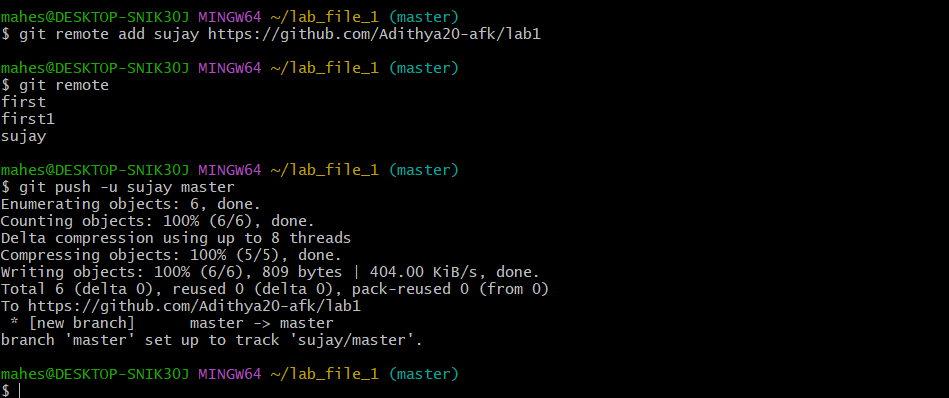 mahes@DESKTOP-SNIK3OJ MINGW64 ~/lab_file_1 (master)
$ git remote add sujay https://github.com/Adithya20-afk/lab1
mahes@DESKTOP-SNIK3OJ MINGW64 ~/lab_file_1 (master)
$ git remote
first
first1
sujay
mahes@DESKTOP-SNIK3OJ MINGW64 ~/lab_file_1 (master)
$ git push -u sujay master
Enumerating objects: 6, done.
Counting objects: 100% (6/6), done.
Delta compression using up to 8 threads
Compressing objects: 100% (5/5), done.
Writing objects: 100% (6/6), 809 bytes | 404.00 KiB/s, done.
Total 6 (delta 0), reused 0 (delta 0), pack-reused 0 (from 0)
To https://github.com/Adithya20-afk/lab1
 * [new branch]      master -> master
branch 'master' set up to track 'sujay/master'.
mahes@DESKTOP-SNIK3OJ MINGW64 ~/lab_file_1 (master)
$